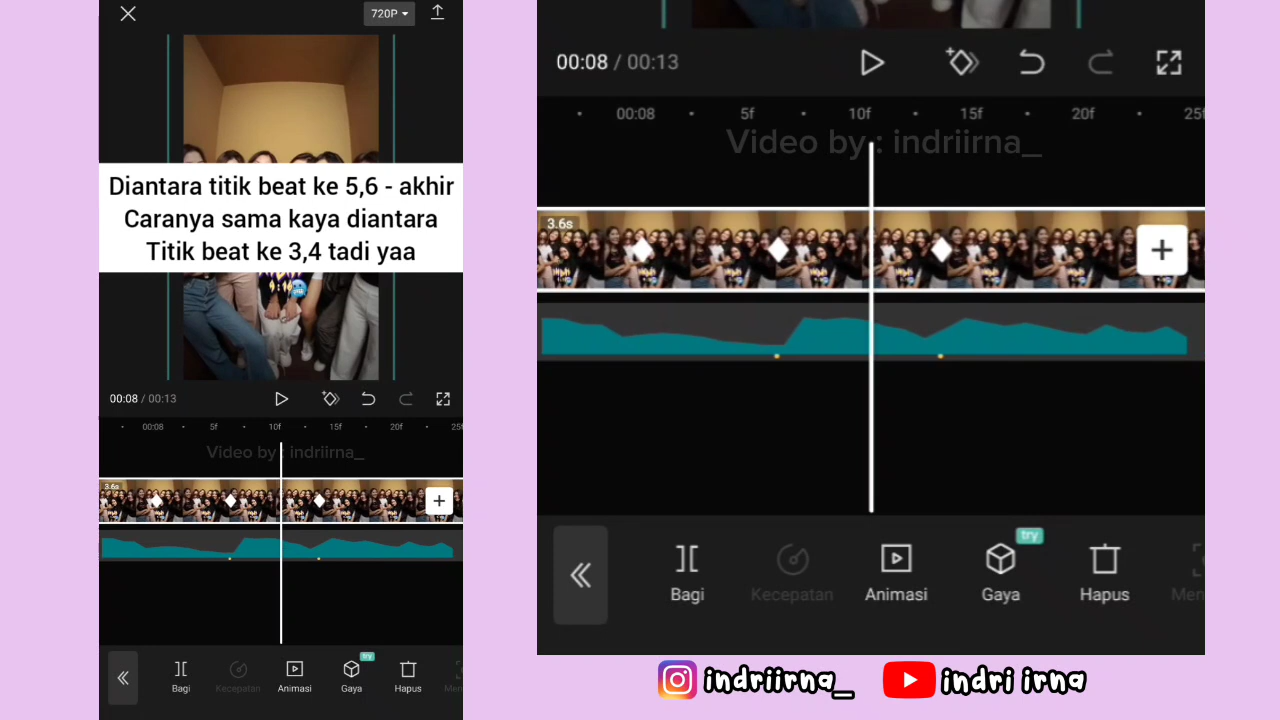 720P
Diantara titik beat ke 5,6 - akhir
Caranya sama kaya diantara
Titik beat ke 3,4 tadi yaa
00:08 / 00:13
00:08 5f 10f 15f 20f 25f
Video by : indriirna_
3.6s
+
try
Bagi Kecepatan Animasi Gaya Hapus Men
00:08 / 00:13
00:08 5f 10f 15f 20f 25f
Video by : indriirna_
3.6s
+
try
Bagi Kecepatan Animasi Gaya Hapus Men
indriirna_ indri irna